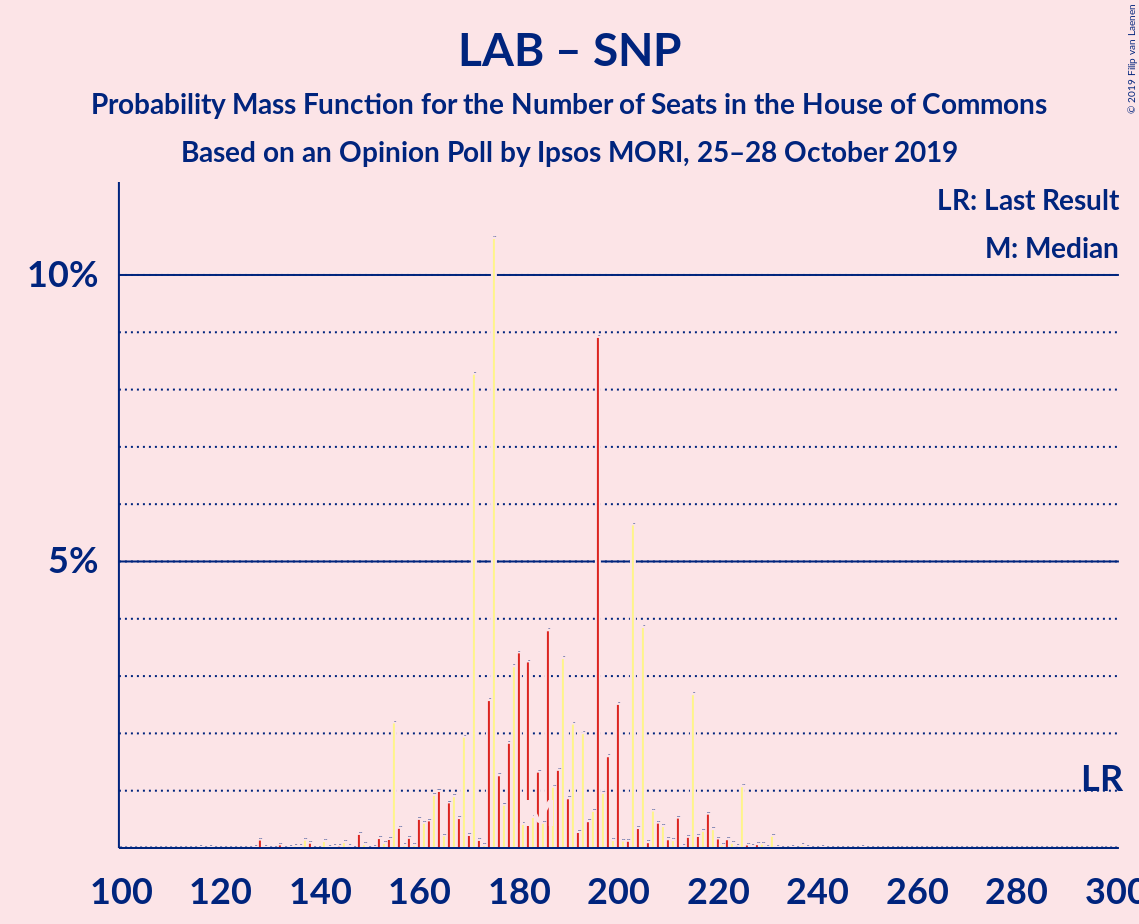 © 2019 Filip van Laenen
LAB – SNP
Probability Mass Function for the Number of Seats in the House of Commons
Based on an Opinion Poll by Ipsos MORI, 25–28 October 2019
LR: Last Result
M: Median
10%
5%
LR
100 120 140 160 180 200 220 240 260 280 300